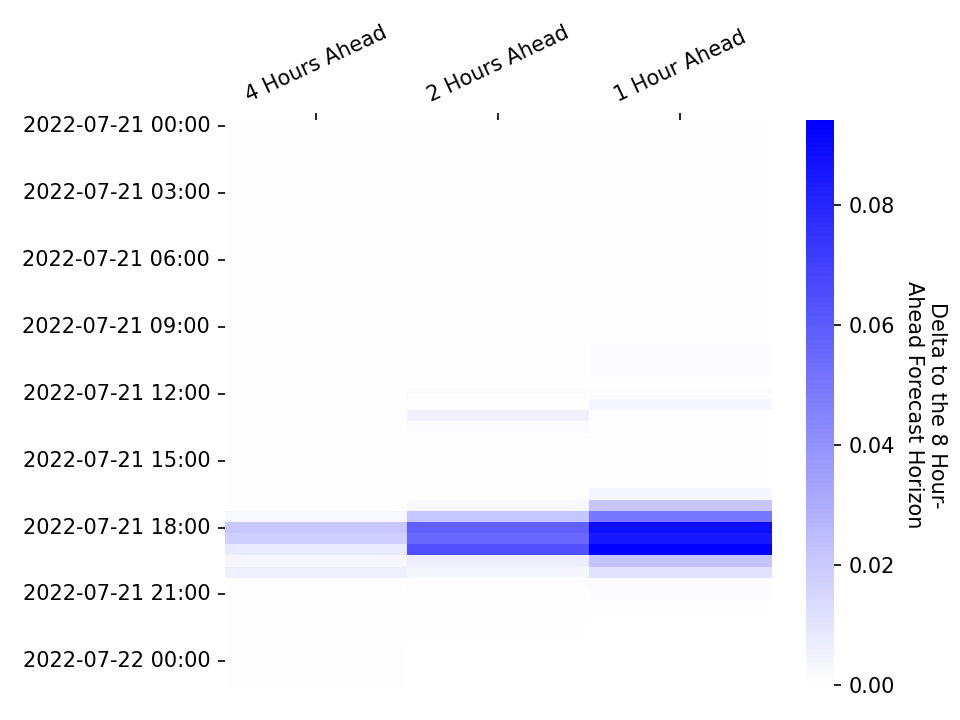 4 Hours Ahead
2 Hours Ahead
1 Hour Ahead
2022-07-21 00:00
2022-07-21 03:00
2022-07-21 06:00
2022-07-21 09:00
2022-07-21 12:00
2022-07-21 15:00
2022-07-21 18:00
2022-07-21 21:00
2022-07-22 00:00
0.08
0.06
0.04
0.02
0.00
Delta to the 8 Hour-
Ahead Forecast Horizon